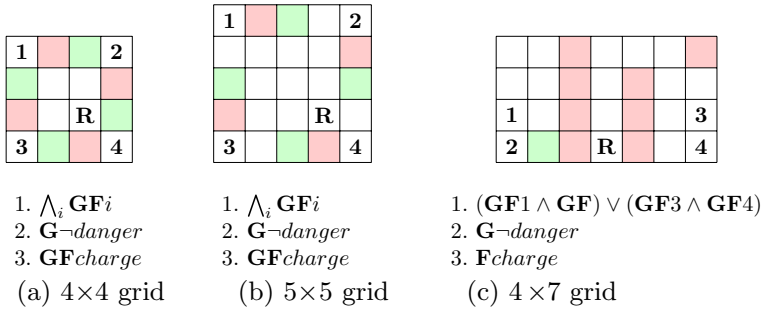 1 2
R
3 4
1. ⋀ᵢ GFi
2. G¬danger
3. GFcharge
(a) 4×4 grid
1 2
R
3 4
1. ⋀ᵢ GFi
2. G¬danger
3. GFcharge
(b) 5×5 grid
1 3
2 R 4
1. (GF1 ∧ GF) ∨ (GF3 ∧ GF4)
2. G¬danger
3. Fcharge
(c) 4×7 grid